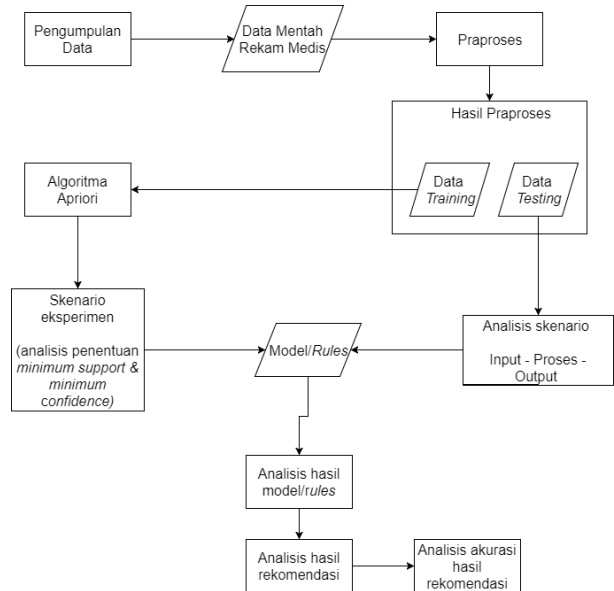 Pengumpulan
Data
Data Mentah
Rekam Medis
Praproses
Hasil Praproses
Algoritma
Apriori
Data
Training
Data
Testing
Skenario
eksperimen
(analisis penentuan
minimum support &
minimum
confidence)
Model/Rules
Analisis skenario
Input - Proses -
Output
Analisis hasil
model/rules
Analisis hasil
rekomendasi
Analisis akurasi
hasil
rekomendasi